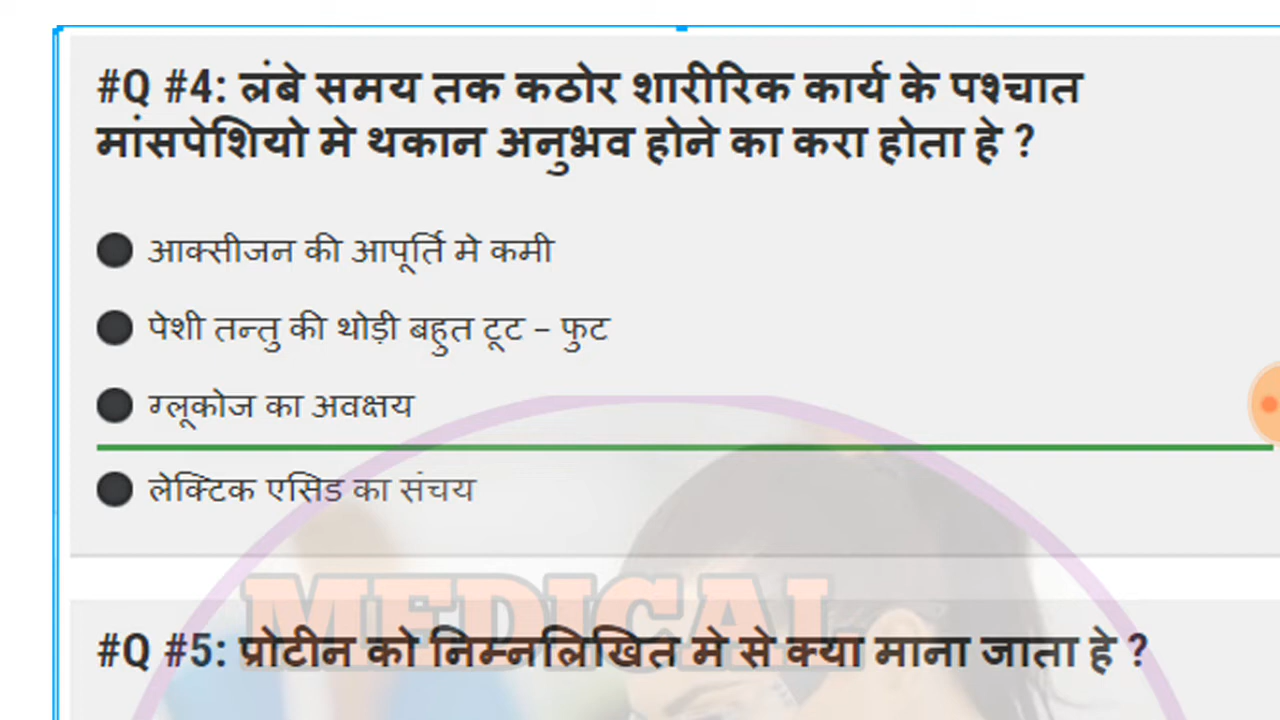 #Q #4: लंबे समय तक कठोर शारीरिक कार्य के पश्चात
मांसपेशियो मे थकान अनुभव होने का करा होता हे ?
आक्सीजन की आपूर्ति मे कमी
पेशी तन्तु की थोड़ी बहुत टूट – फुट
ग्लूकोज का अवक्षय
लेक्टिक एसिड का संचय
MEDICAL
#Q #5: प्रोटीन को निम्नलिखित मे से क्या माना जाता हे ?